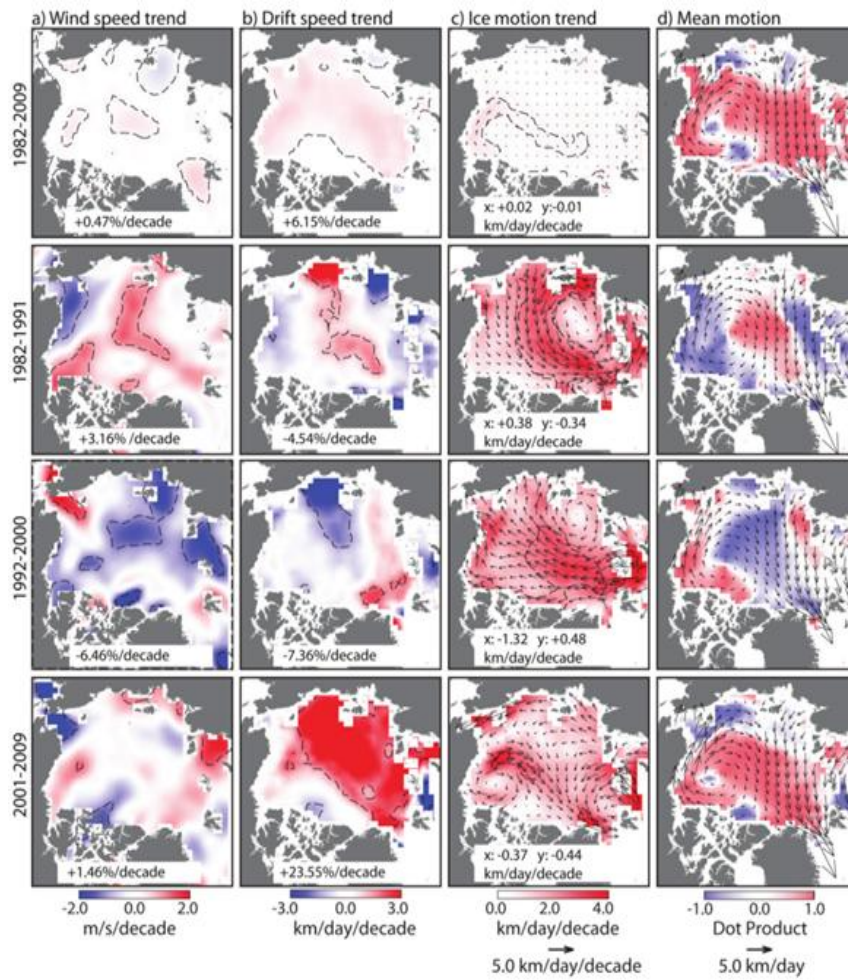 a) Wind speed trend b) Drift speed trend c) Ice motion trend d) Mean motion
1982-2009
+0.47%/decade
+6.15%/decade
x: +0.02 y:-0.01
km/day/decade
1982-1991
+3.16%/decade
-4.54%/decade
x: +0.38 y: -0.34
km/day/decade
1992-2000
-6.46%/decade
-7.36%/decade
x: -1.32 y: +0.48
km/day/decade
2001-2009
+1.46%/decade
+23.55%/decade
x: -0.37 y: -0.44
km/day/decade
-2.0 0.0 2.0
m/s/decade
-3.0 0.0 3.0
km/day/decade
0.0 2.0 4.0
km/day/decade
5.0 km/day/decade
-1.0 0.0 1.0
Dot Product
5.0 km/day